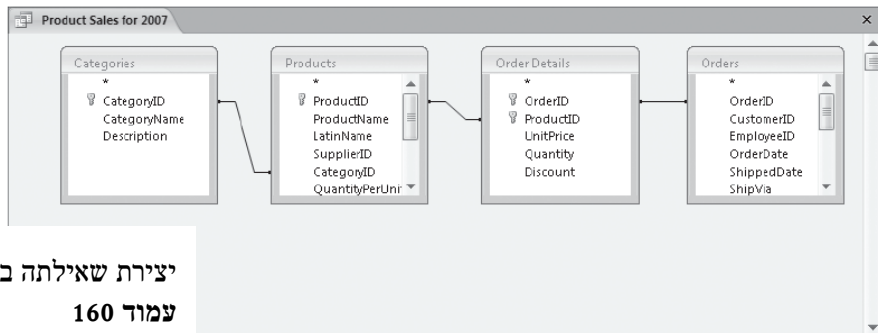 Product Sales for 2007
Categories
*
CategoryID
CategoryName
Description
Products
*
ProductID
ProductName
LatinName
SupplierID
CategoryID
QuantityPerUni
Order Details
*
OrderID
ProductID
UnitPrice
Quantity
Discount
Orders
*
OrderID
CustomerID
EmployeeID
OrderDate
ShippedDate
ShipVia
יצירת שאילתה ב
עמוד 160